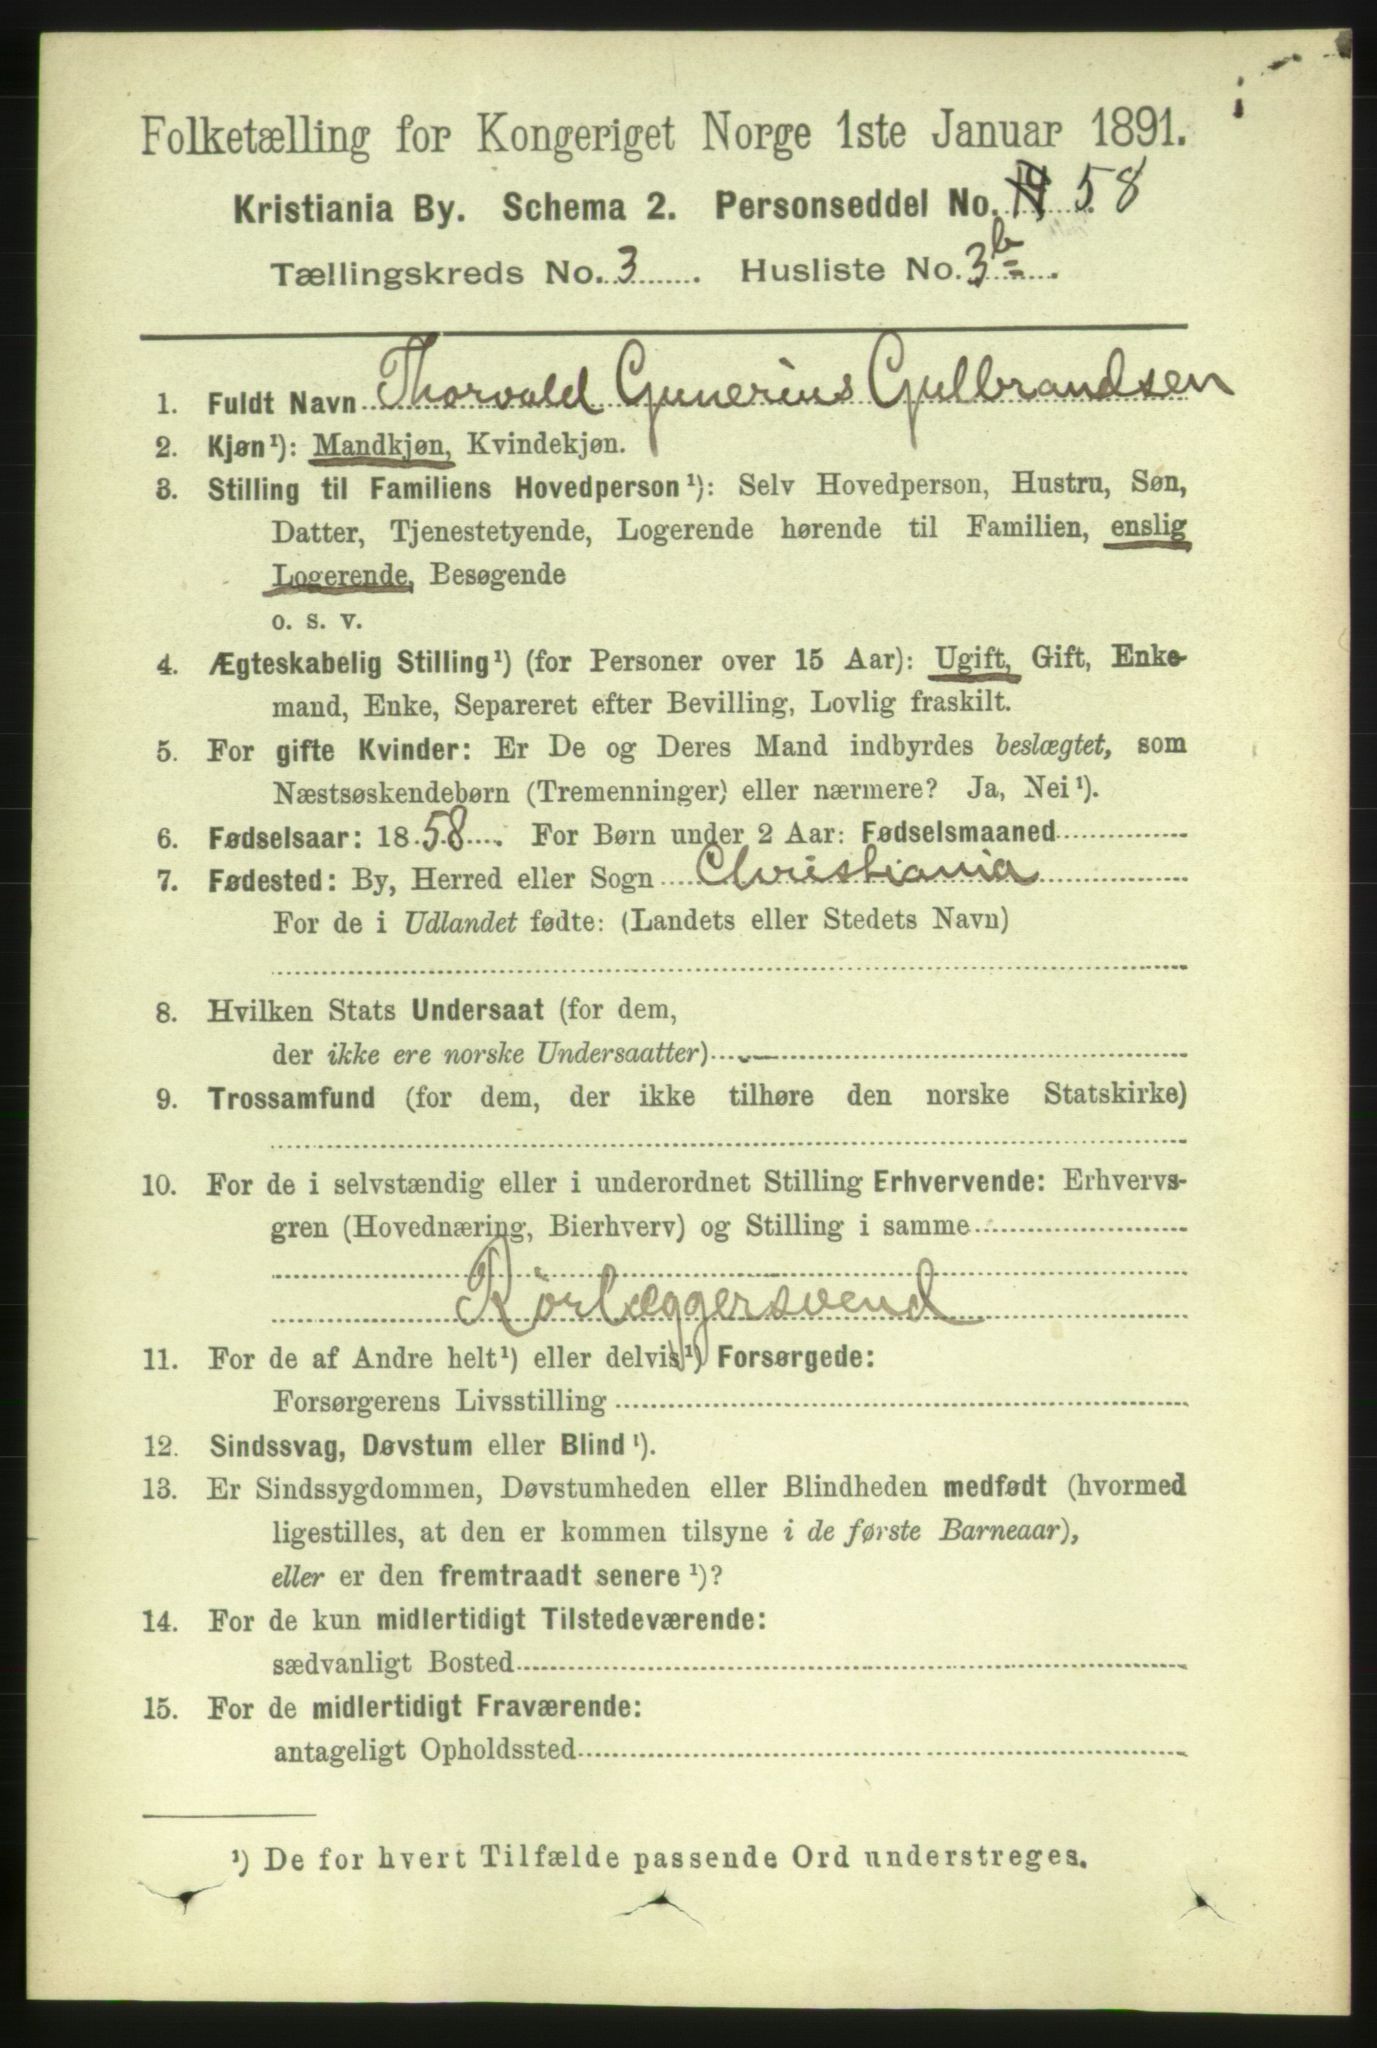 Folketælling for Kongeriget Norge 1ste Januar 1891.
Kristiania By. Schema 2. Personseddel No. 58
Tællingskreds No. 3. Husliste No. 3b
1. Fuldt Navn Thorvald Gunerius Gulbrandsen
2. Kjøn¹): Mandkjøn, Kvindekjøn.
3. Stilling til Familiens Hovedperson¹): Selv Hovedperson, Hustru, Søn,
Datter, Tjenestetyende, Logerende hørende til Familien, enslig
Logerende, Besøgende
o. s. v.
4. Ægteskabelig Stilling¹) (for Personer over 15 Aar): Ugift, Gift, Enke-
mand, Enke, Separeret efter Bevilling, Lovlig fraskilt.
5. For gifte Kvinder: Er De og Deres Mand indbyrdes beslægtet, som
Næstsøskendebørn (Tremenninger) eller nærmere? Ja, Nei¹).
6. Fødselsaar: 1858. For Børn under 2 Aar: Fødselsmaaned
7. Fødested: By, Herred eller Sogn Christiania
For de i Udlandet fødte: (Landets eller Stedets Navn)
8. Hvilken Stats Undersaat (for dem,
der ikke ere norske Undersaatter) —
9. Trossamfund (for dem, der ikke tilhøre den norske Statskirke)
10. For de i selvstændig eller i underordnet Stilling Erhvervende: Erhvervs-
gren (Hovednæring, Bierhverv) og Stilling i samme
Rörlæggersvend
11. For de af Andre helt¹) eller delvis¹) Forsørgede:
Forsørgerens Livsstilling
12. Sindssvag, Døvstum eller Blind¹).
13. Er Sindssygdommen, Døvstumheden eller Blindheden medfødt (hvormed
ligestilles, at den er kommen tilsyne i de første Barneaar),
eller er den fremtraadt senere¹)?
14. For de kun midlertidigt Tilstedeværende:
sædvanligt Bosted
15. For de midlertidigt Fraværende:
antageligt Opholdssted
¹) De for hvert Tilfælde passende Ord understreges.